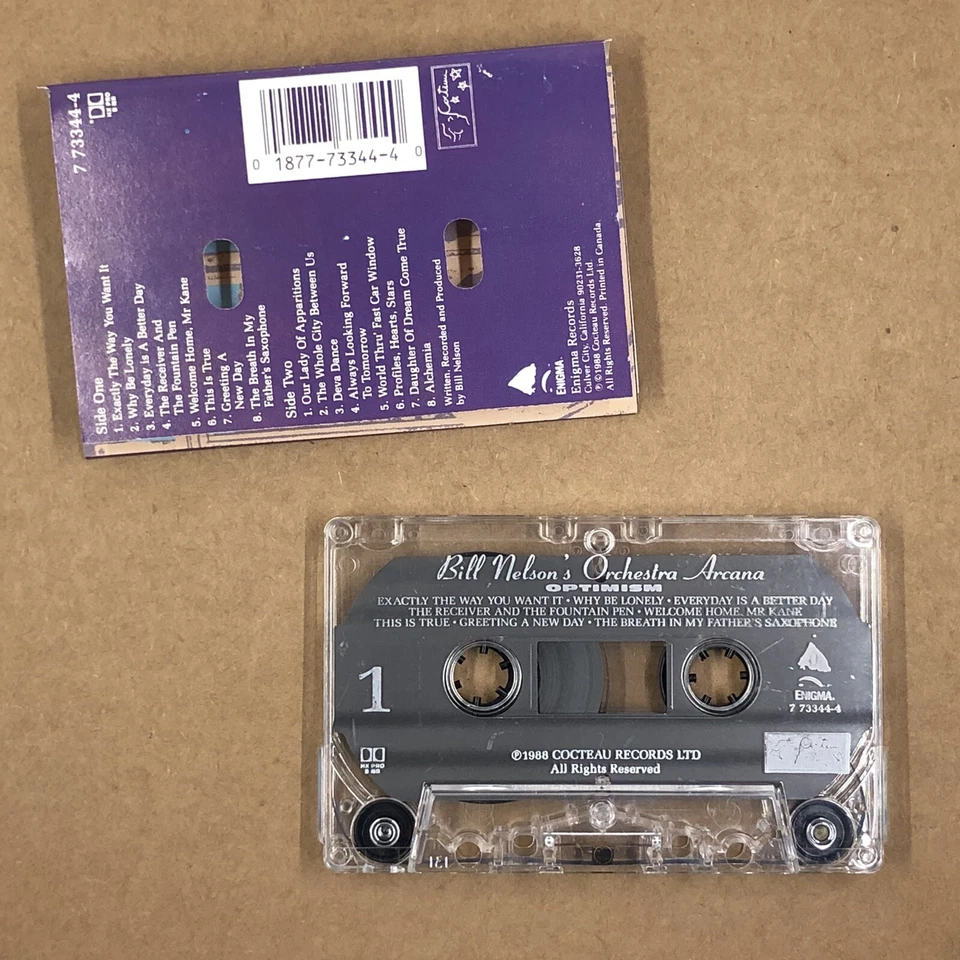 7 73344-4
HX PRO
B NR
0 1877-73344-4 0
Cocteau
Side One
1. Exactly The Way You Want It
2. Why Be Lonely
3. Everyday is A Better Day
4. The Receiver And
The Fountain Pen
5. Welcome Home, Mr Kane
6. This Is True
7. Greeting A
New Day
8. The Breath In My
Father's Saxophone
Side Two
1. Our Lady Of Apparitions
2. The Whole City Between Us
3. Deva Dance
4. Always Looking Forward
To Tomorrow
5. World Thru' Fast Car Window
6. Profiles, Hearts, Stars
7. Daughter Of Dream Come True
8. Alchemia
Written, Recorded and Produced
by Bill Nelson
ENIGMA.
Enigma Records
Culver City, California 90231-3628
℗ © 1988 Cocteau Records Ltd.
All Rights Reserved. Printed in Canada.
Bill Nelson's Orchestra Arcana
OPTIMISM
EXACTLY THE WAY YOU WANT IT • WHY BE LONELY • EVERYDAY IS A BETTER DAY
THE RECEIVER AND THE FOUNTAIN PEN • WELCOME HOME, MR KANE
THIS IS TRUE • GREETING A NEW DAY • THE BREATH IN MY FATHER'S SAXOPHONE
1
ENIGMA.
7 73344-4
HX PRO
B NR
℗1988 COCTEAU RECORDS LTD
All Rights Reserved
131